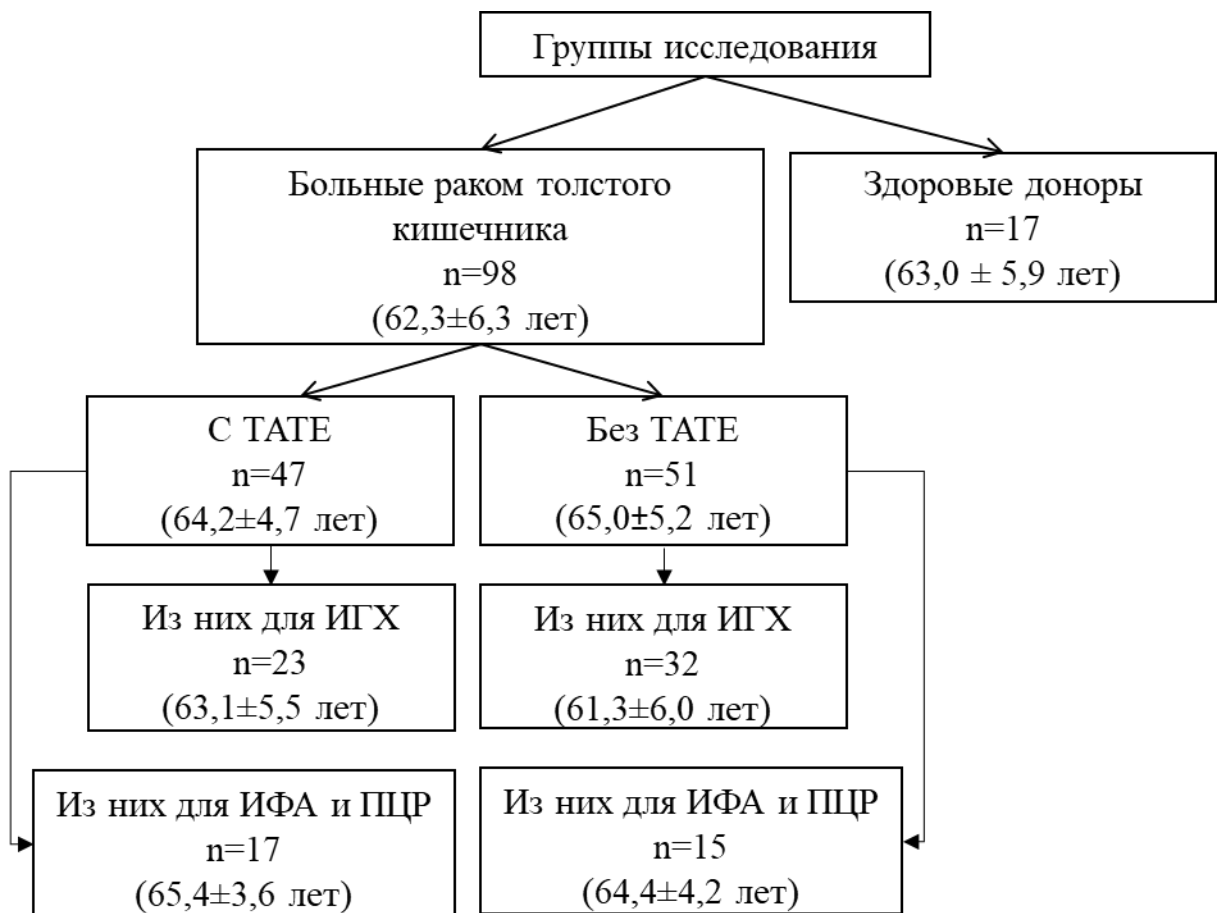 Группы исследования
Больные раком толстого
кишечника
n=98
(62,3±6,3 лет)
Здоровые доноры
n=17
(63,0 ± 5,9 лет)
С ТАТЕ
n=47
(64,2±4,7 лет)
Без ТАТЕ
n=51
(65,0±5,2 лет)
Из них для ИГХ
n=23
(63,1±5,5 лет)
Из них для ИГХ
n=32
(61,3±6,0 лет)
Из них для ИФА и ПЦР
n=17
(65,4±3,6 лет)
Из них для ИФА и ПЦР
n=15
(64,4±4,2 лет)